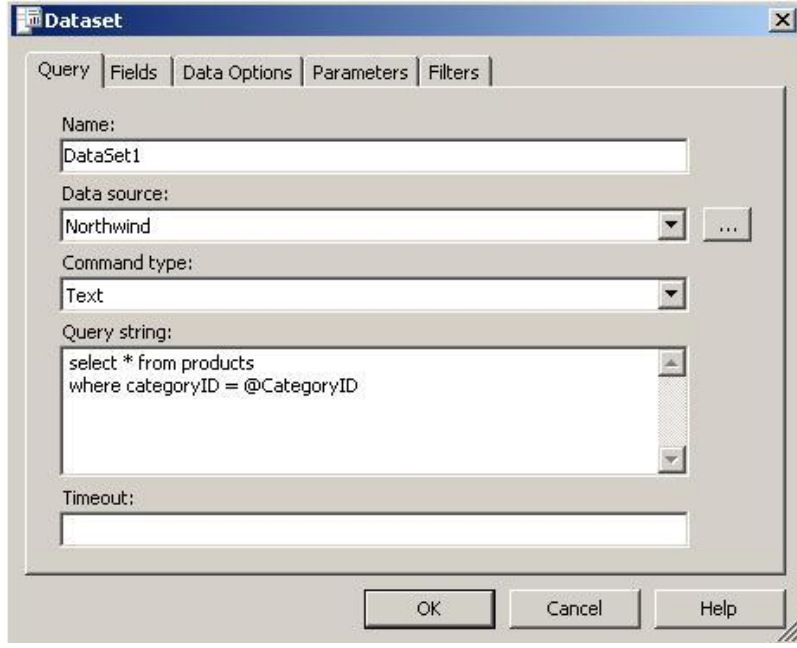 Dataset
Query Fields Data Options Parameters Filters
Name:
DataSet1
Data source:
Northwind
...
Command type:
Text
Query string:
select * from products
where categoryID = @CategoryID
Timeout:
OK Cancel Help